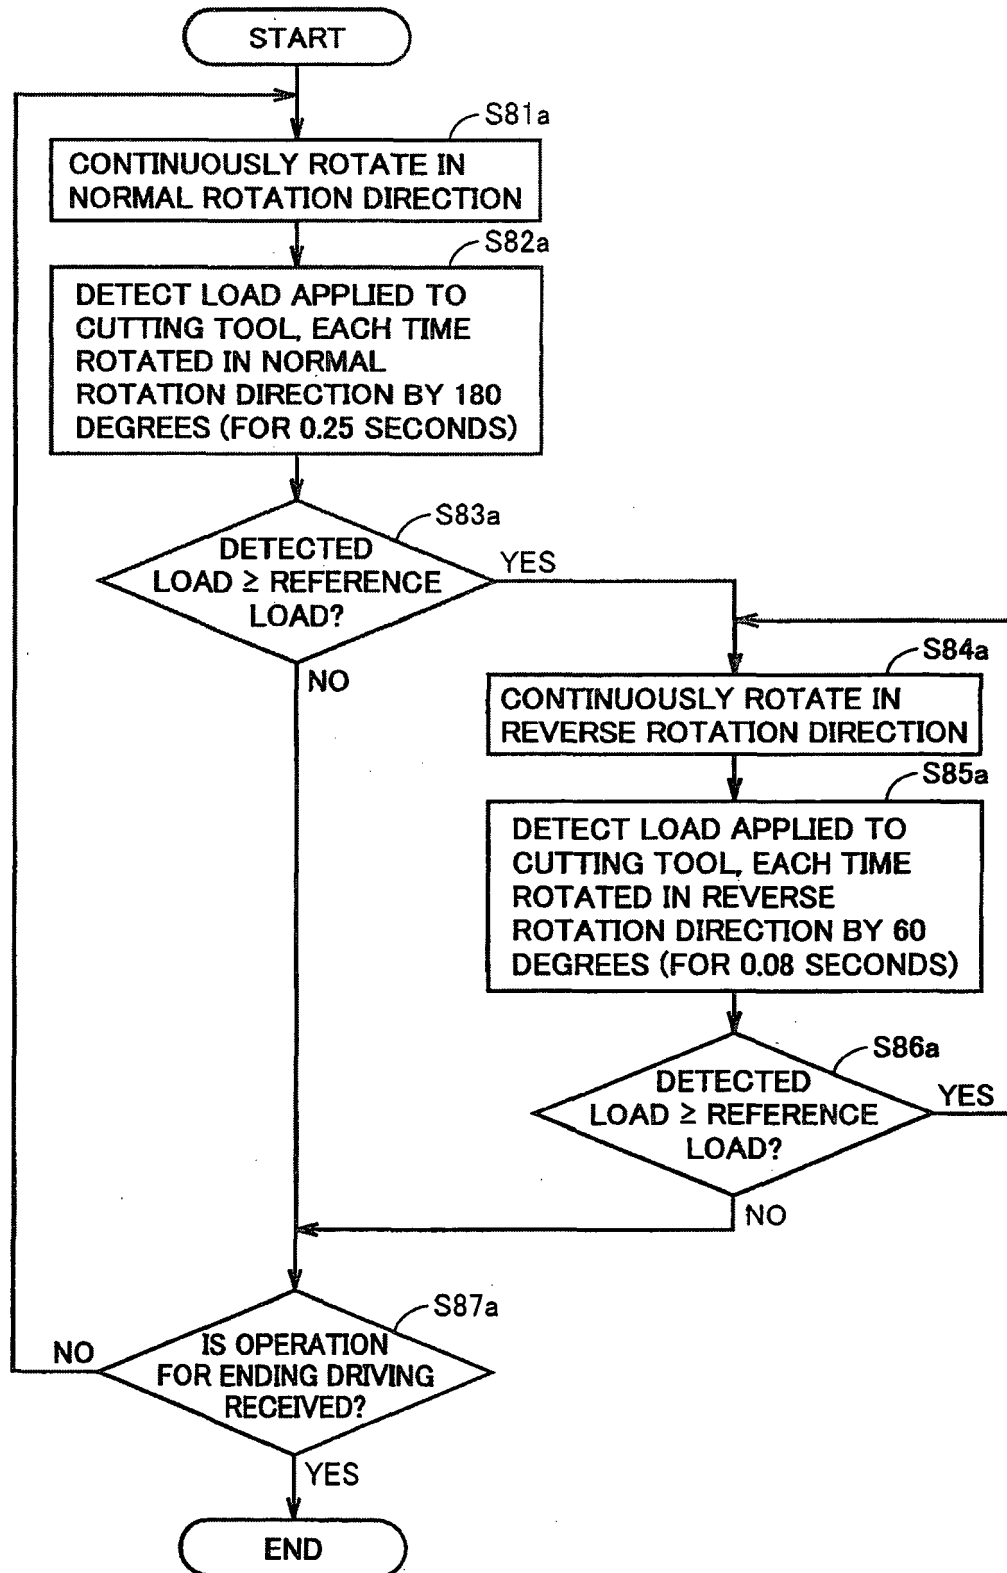 START
S81a
CONTINUOUSLY ROTATE IN
NORMAL ROTATION DIRECTION
S82a
DETECT LOAD APPLIED TO
CUTTING TOOL, EACH TIME
ROTATED IN NORMAL
ROTATION DIRECTION BY 180
DEGREES (FOR 0.25 SECONDS)
S83a
DETECTED
LOAD ≥ REFERENCE
LOAD?
YES
NO
S84a
CONTINUOUSLY ROTATE IN
REVERSE ROTATION DIRECTION
S85a
DETECT LOAD APPLIED TO
CUTTING TOOL, EACH TIME
ROTATED IN REVERSE
ROTATION DIRECTION BY 60
DEGREES (FOR 0.08 SECONDS)
S86a
DETECTED
LOAD ≥ REFERENCE
LOAD?
YES
NO
S87a
IS OPERATION
FOR ENDING DRIVING
RECEIVED?
NO
YES
END